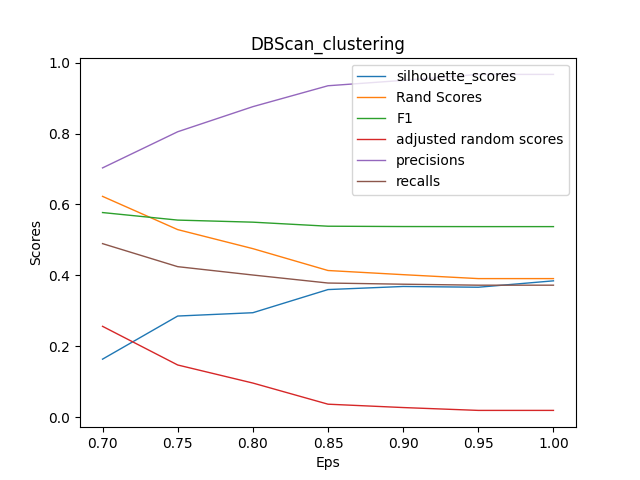 DBScan_clustering
1.0
0.8
0.6
0.4
0.2
0.0
Scores
silhouette_scores
Rand Scores
F1
adjusted random scores
precisions
recalls
0.70 0.75 0.80 0.85 0.90 0.95 1.00
Eps